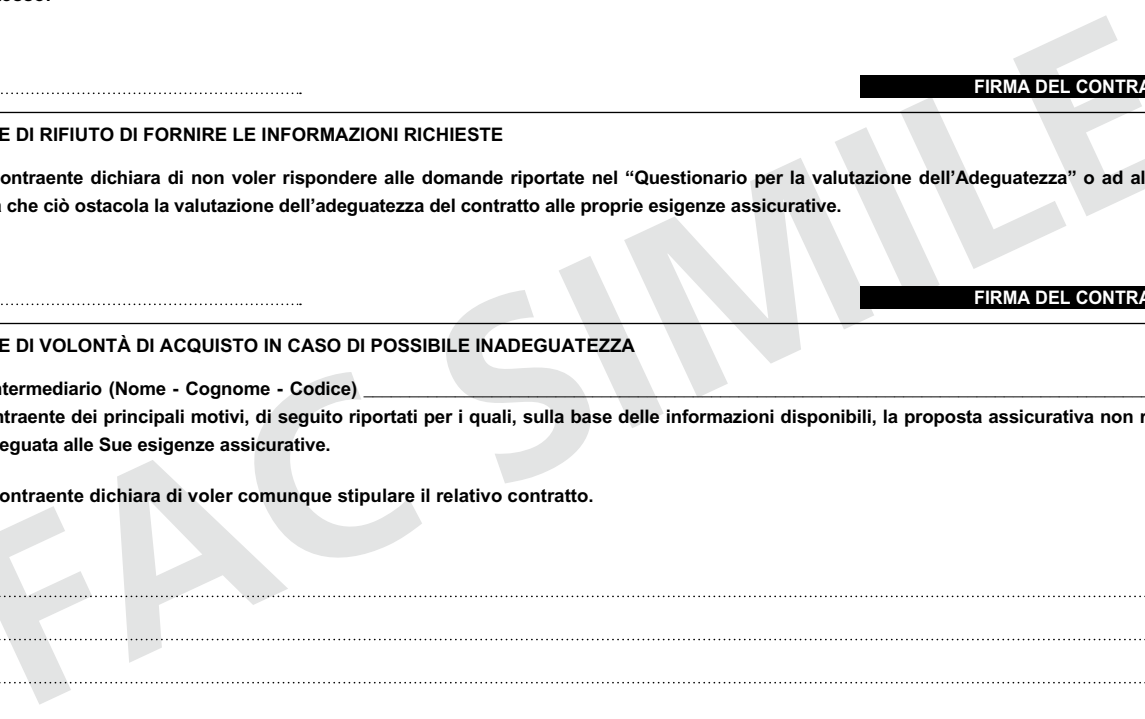 FIRMA DEL CONTRA
E DI RIFIUTO DI FORNIRE LE INFORMAZIONI RICHIESTE
ontraente dichiara di non voler rispondere alle domande riportate nel “Questionario per la valutazione dell’Adeguatezza” o ad al
che ciò ostacola la valutazione dell’adeguatezza del contratto alle proprie esigenze assicurative.
FIRMA DEL CONTRA
E DI VOLONTÀ DI ACQUISTO IN CASO DI POSSIBILE INADEGUATEZZA
ntermediario (Nome - Cognome - Codice)
ntraente dei principali motivi, di seguito riportati per i quali, sulla base delle informazioni disponibili, la proposta assicurativa non
eguata alle Sue esigenze assicurative.
ontraente dichiara di voler comunque stipulare il relativo contratto.
FAC SIMILE